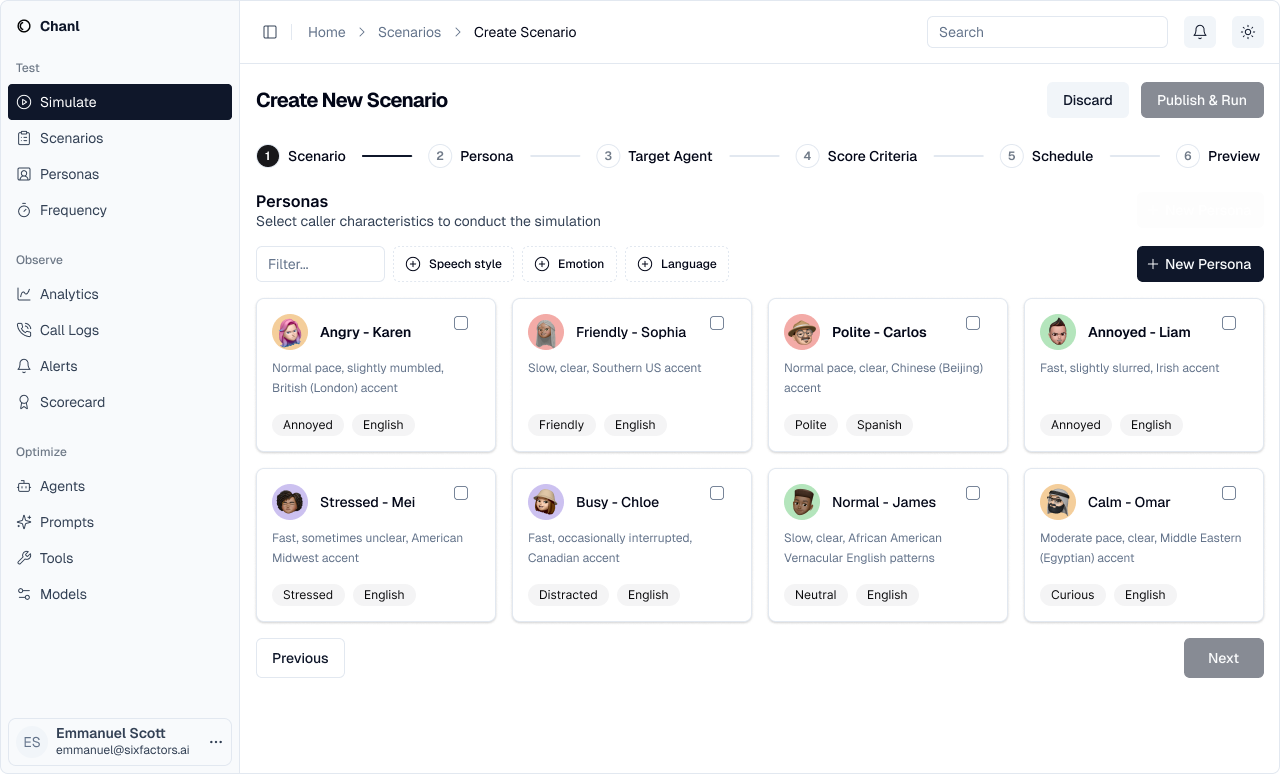 Chanl
Test
Simulate
Scenarios
Personas
Frequency
Observe
Analytics
Call Logs
Alerts
Scorecard
Optimize
Agents
Prompts
Tools
Models
ES
Emmanuel Scott
emmanuel@sixfactors.ai
Home > Scenarios > Create Scenario
Search
Create New Scenario
Discard
Publish & Run
1 Scenario
2 Persona
3 Target Agent
4 Score Criteria
5 Schedule
6 Preview
Personas
Select caller characteristics to conduct the simulation
Filter...
Speech style
Emotion
Language
New Persona
Angry - Karen
Normal pace, slightly mumbled,
British (London) accent
Annoyed English
Friendly - Sophia
Slow, clear, Southern US accent
Friendly English
Polite - Carlos
Normal pace, clear, Chinese (Beijing)
accent
Polite Spanish
Annoyed - Liam
Fast, slightly slurred, Irish accent
Annoyed English
Stressed - Mei
Fast, sometimes unclear, American
Midwest accent
Stressed English
Busy - Chloe
Fast, occasionally interrupted,
Canadian accent
Distracted English
Normal - James
Slow, clear, African American
Vernacular English patterns
Neutral English
Calm - Omar
Moderate pace, clear, Middle Eastern
(Egyptian) accent
Curious English
Previous
Next